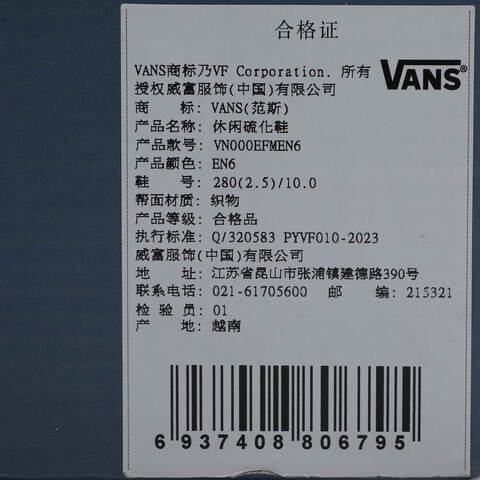 合格证
VANS商标乃VF Corporation. 所有
VANS®
授权威富服饰(中国)有限公司
商 标: VANS(范斯)
产品名称: 休闲硫化鞋
产品款号: VN000EFMEN6
产品颜色: EN6
鞋 号: 280(2.5)/10.0
帮面材质: 织物
产品等级: 合格品
执行标准: Q/320583 PYVF010-2023
威富服饰(中国)有限公司
地 址: 江苏省昆山市张浦镇建德路390号
联系电话: 021-61705600 邮 编: 215321
检 验 员: 01
产 地: 越南
6 937408 806795